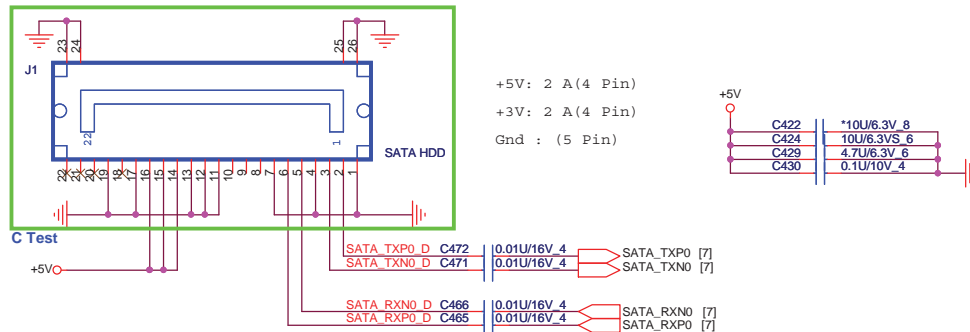 23
24
25
26
J1
22
1
SATA HDD
22
21
20
19
18
17
16
15
14
13
12
11
10
9
8
7
6
5
4
3
2
1
C Test
+5V
+5V: 2 A(4 Pin)
+3V: 2 A(4 Pin)
Gnd : (5 Pin)
+5V
C422 *10U/6.3V_8
C424 10U/6.3VS_6
C429 4.7U/6.3V_6
C430 0.1U/10V_4
SATA_TXP0_D C472 0.01U/16V_4 SATA_TXP0 [7]
SATA_TXN0_D C471 0.01U/16V_4 SATA_TXN0 [7]
SATA_RXN0_D C466 0.01U/16V_4 SATA_RXN0 [7]
SATA_RXP0_D C465 0.01U/16V_4 SATA_RXP0 [7]